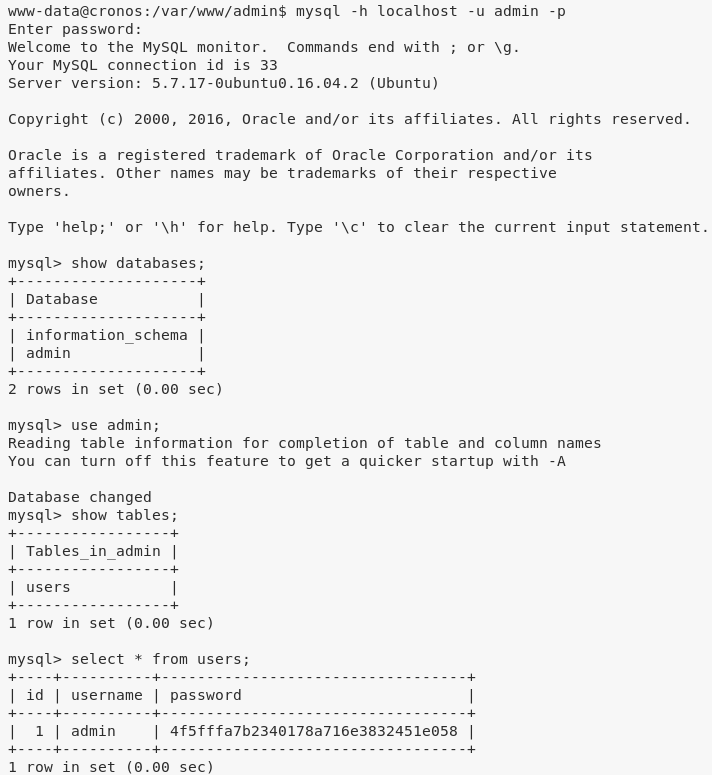 www-data@cronos:/var/www/admin$ mysql -h localhost -u admin -p
Enter password:
Welcome to the MySQL monitor.  Commands end with ; or \g.
Your MySQL connection id is 33
Server version: 5.7.17-0ubuntu0.16.04.2 (Ubuntu)

Copyright (c) 2000, 2016, Oracle and/or its affiliates. All rights reserved.

Oracle is a registered trademark of Oracle Corporation and/or its
affiliates. Other names may be trademarks of their respective
owners.

Type 'help;' or '\h' for help. Type '\c' to clear the current input statement.

mysql> show databases;
+--------------------+
| Database           |
+--------------------+
| information_schema |
| admin              |
+--------------------+
2 rows in set (0.00 sec)

mysql> use admin;
Reading table information for completion of table and column names
You can turn off this feature to get a quicker startup with -A

Database changed
mysql> show tables;
+-----------------+
| Tables_in_admin |
+-----------------+
| users           |
+-----------------+
1 row in set (0.00 sec)

mysql> select * from users;
+----+----------+----------------------------------+
| id | username | password                         |
+----+----------+----------------------------------+
|  1 | admin    | 4f5fffa7b2340178a716e3832451e058 |
+----+----------+----------------------------------+
1 row in set (0.00 sec)